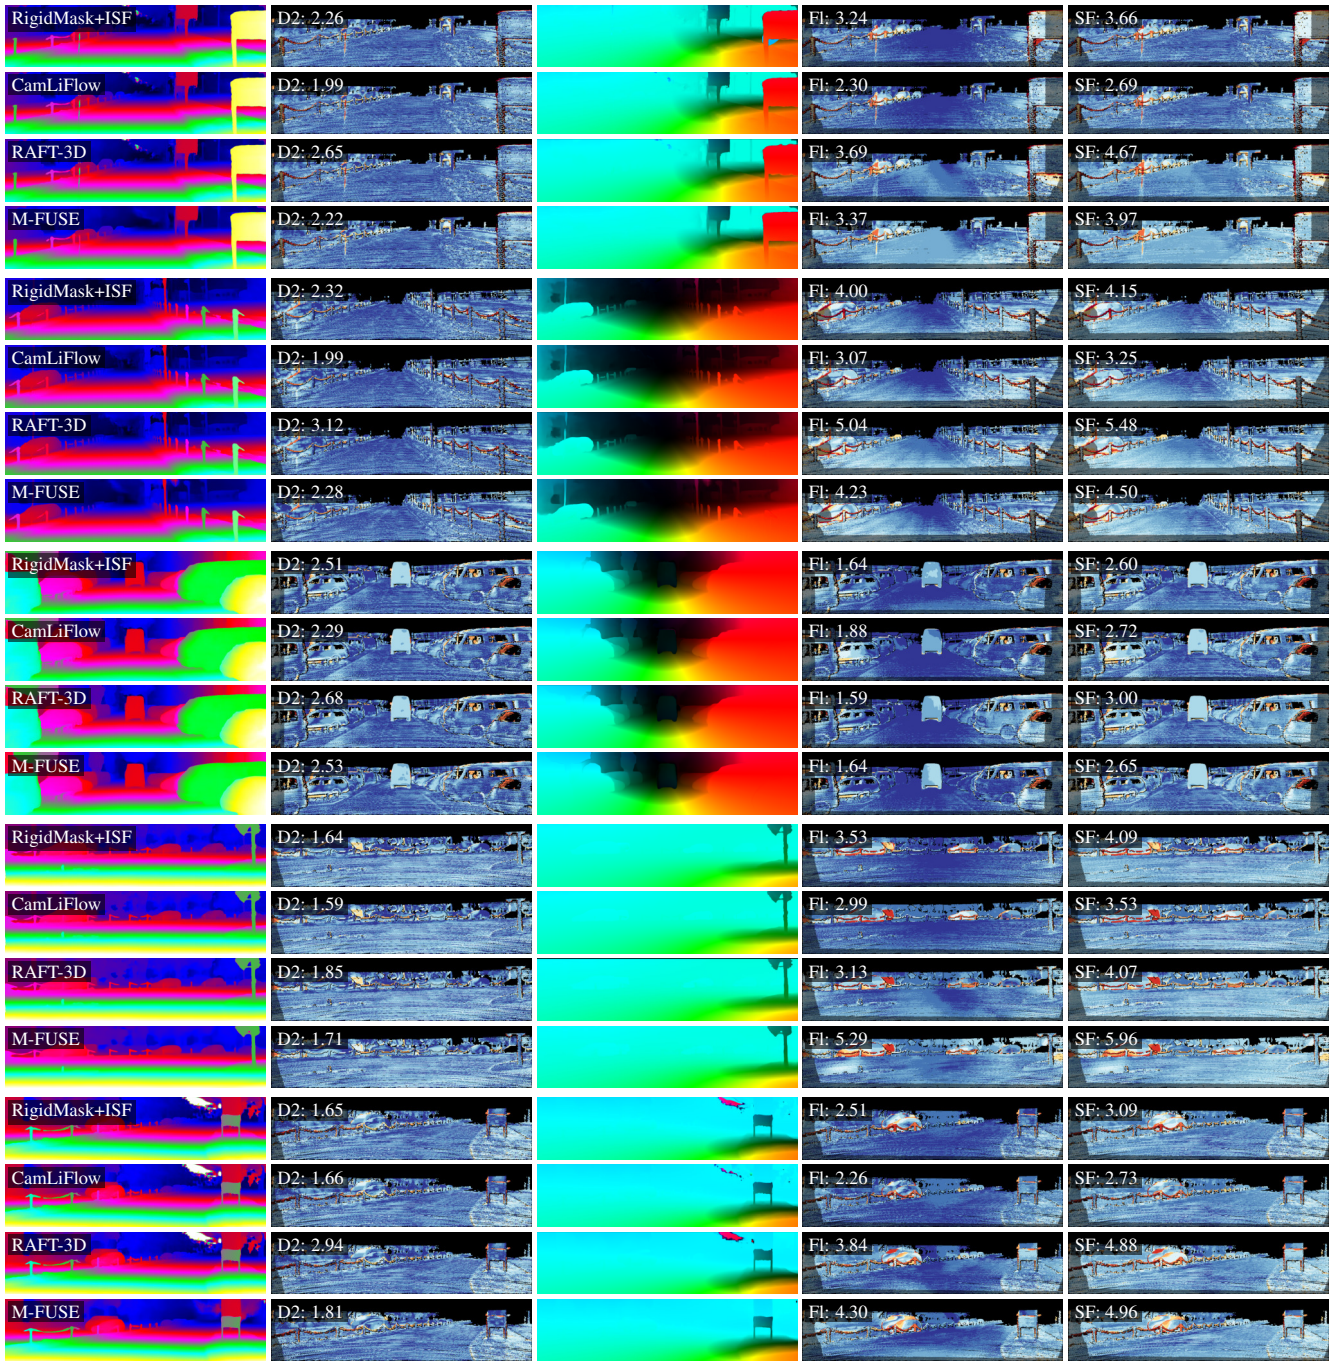 RigidMask+ISF D2: 2.26 Fl: 3.24 SF: 3.66
CamLiFlow D2: 1.99 Fl: 2.30 SF: 2.69
RAFT-3D D2: 2.65 Fl: 3.69 SF: 4.67
M-FUSE D2: 2.22 Fl: 3.37 SF: 3.97
RigidMask+ISF D2: 2.32 Fl: 4.00 SF: 4.15
CamLiFlow D2: 1.99 Fl: 3.07 SF: 3.25
RAFT-3D D2: 3.12 Fl: 5.04 SF: 5.48
M-FUSE D2: 2.28 Fl: 4.23 SF: 4.50
RigidMask+ISF D2: 2.51 Fl: 1.64 SF: 2.60
CamLiFlow D2: 2.29 Fl: 1.88 SF: 2.72
RAFT-3D D2: 2.68 Fl: 1.59 SF: 3.00
M-FUSE D2: 2.53 Fl: 1.64 SF: 2.65
RigidMask+ISF D2: 1.64 Fl: 3.53 SF: 4.09
CamLiFlow D2: 1.59 Fl: 2.99 SF: 3.53
RAFT-3D D2: 1.85 Fl: 3.13 SF: 4.07
M-FUSE D2: 1.71 Fl: 5.29 SF: 5.96
RigidMask+ISF D2: 1.65 Fl: 2.51 SF: 3.09
CamLiFlow D2: 1.66 Fl: 2.26 SF: 2.73
RAFT-3D D2: 2.94 Fl: 3.84 SF: 4.88
M-FUSE D2: 1.81 Fl: 4.30 SF: 4.96